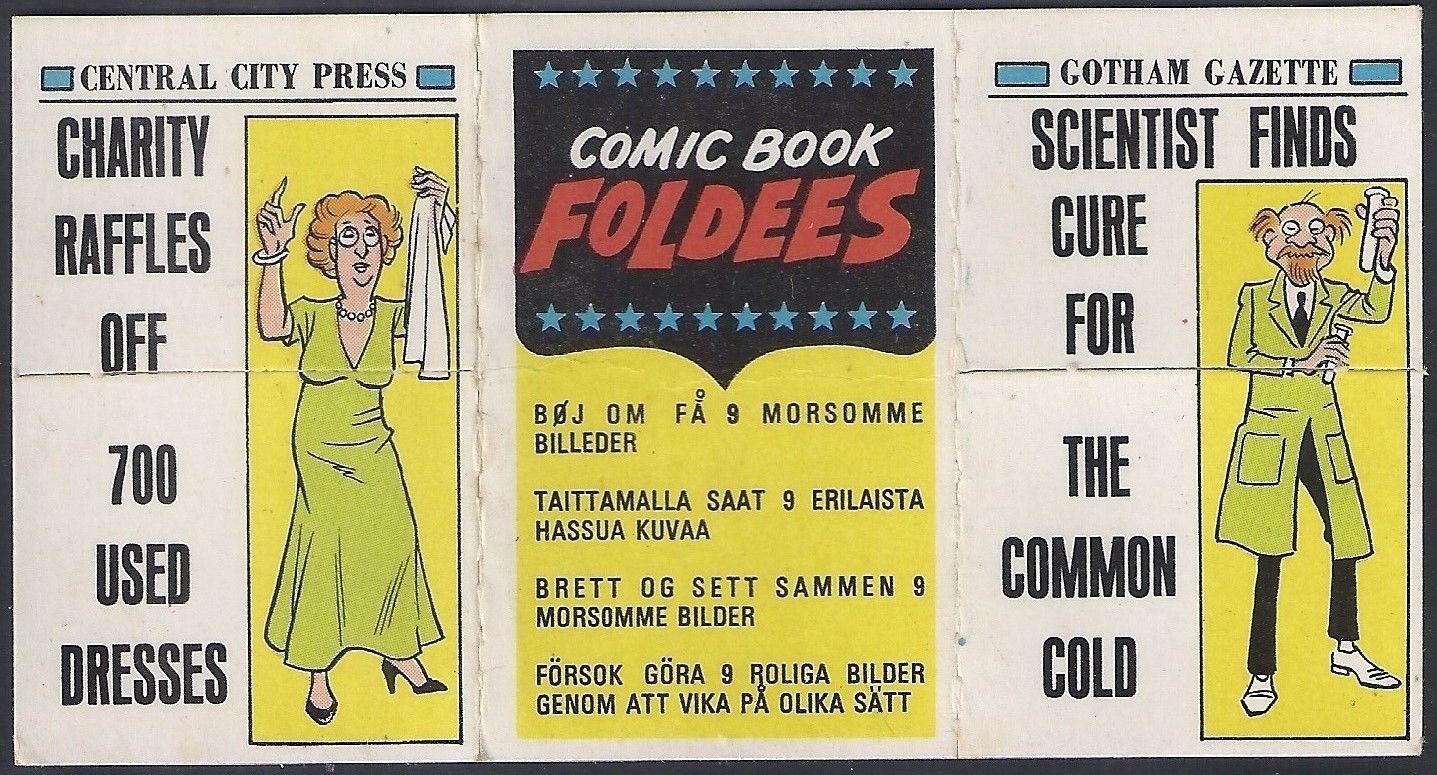 CENTRAL CITY PRESS
CHARITY
RAFFLES
OFF
700
USED
DRESSES
COMIC BOOK
FOLDEES
BØJ OM FÅ 9 MORSOMME
BILLEDER
TAITTAMALLA SAAT 9 ERILAISTA
HASSUA KUVAA
BRETT OG SETT SAMMEN 9
MORSOMME BILDER
FÖRSOK GÖRA 9 ROLIGA BILDER
GENOM ATT VIKA PÅ OLIKA SÄTT
GOTHAM GAZETTE
SCIENTIST FINDS
CURE
FOR
THE
COMMON
COLD